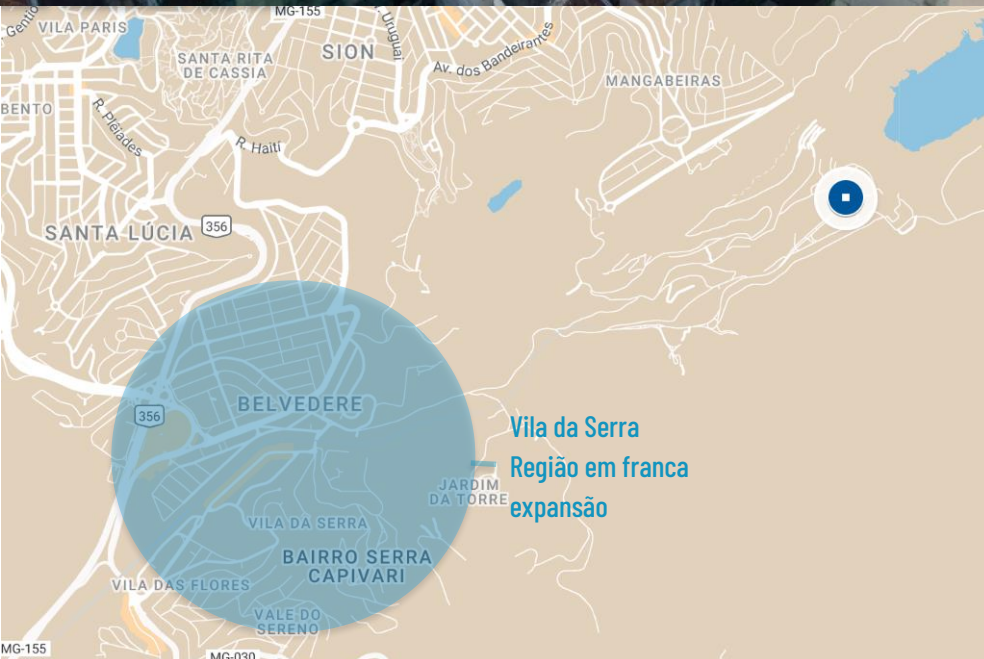 MG-155
Gentio
VILA PARIS
R. Uruguai
SION
Av. dos Bandeirantes
SANTA RITA
DE CASSIA
MANGABEIRAS
BENTO
R. Plêiades
R. Haití
SANTA LÚCIA
356
BELVEDERE
356
Vila da Serra
Região em franca
expansão
JARDIM
DA TORRE
VILA DA SERRA
BAIRRO SERRA
CAPIVARI
VILA DAS FLORES
VALE DO
SERENO
MG-155
MG-030